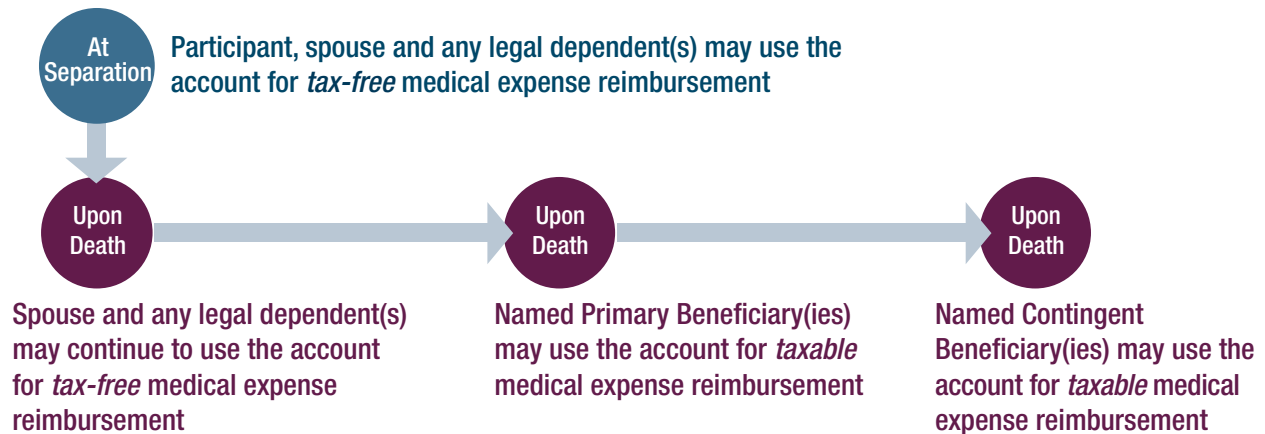 At
Separation
Participant, spouse and any legal dependent(s) may use the
account for tax-free medical expense reimbursement
Upon
Death
Spouse and any legal dependent(s)
may continue to use the account
for tax-free medical expense
reimbursement
Upon
Death
Named Primary Beneficiary(ies)
may use the account for taxable
medical expense reimbursement
Upon
Death
Named Contingent
Beneficiary(ies) may use the
account for taxable medical
expense reimbursement